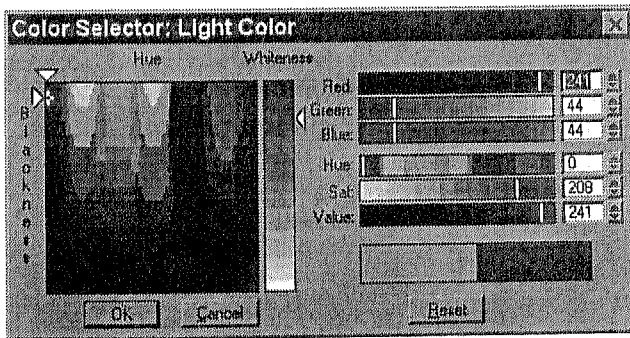 Color Selector: Light Color
Hue Whiteness
Blackness
Red: 241
Green: 44
Blue: 44
Hue: 0
Sat: 208
Value: 241
OK Cancel Reset